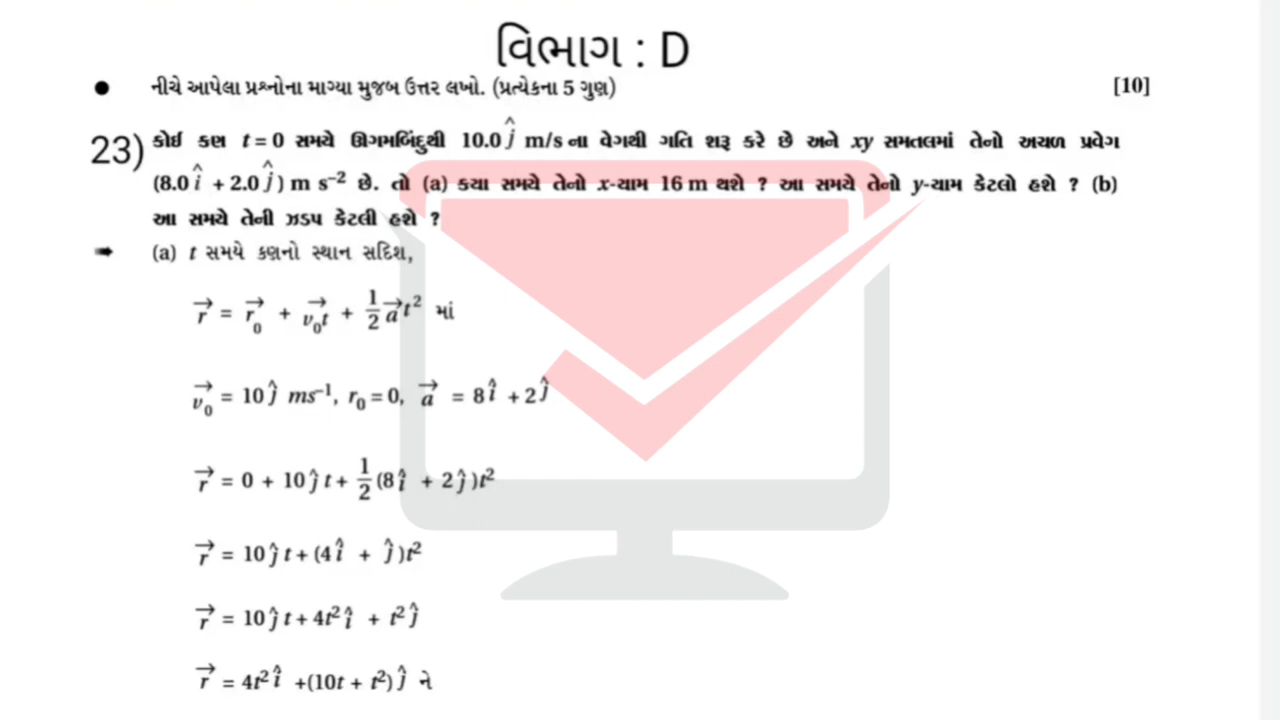 વિભાગ : D
● નીચે આપેલા પ્રશ્નોના માગ્યા મુજબ ઉત્તર લખો. (પ્રત્યેકના 5 ગુણ) [10]
23) કોઈ કણ t = 0 સમયે ઊગમબિંદુથી 10.0 ĵ m/s ના વેગથી ગતિ શરૂ કરે છે અને xy સમતલમાં તેનો અચળ પ્રવેગ
(8.0 î + 2.0 ĵ ) m s⁻² છે. તો (a) કયા સમયે તેનો x-યામ 16 m થશે ? આ સમયે તેનો y-યામ કેટલો હશે ? (b)
આ સમયે તેની ઝડપ કેટલી હશે ?
➡ (a) t સમયે કણનો સ્થાન સદિશ,
r⃗ = r⃗₀ + v⃗₀t + 1/2 a⃗t² માં
v⃗₀ = 10 ĵ ms⁻¹, r₀ = 0, a⃗ = 8 î + 2 ĵ
r⃗ = 0 + 10 ĵ t + 1/2 (8 î + 2 ĵ )t²
r⃗ = 10 ĵ t + (4 î + ĵ )t²
r⃗ = 10 ĵ t + 4t² î + t² ĵ
r⃗ = 4t² î +(10t + t²) ĵ ને